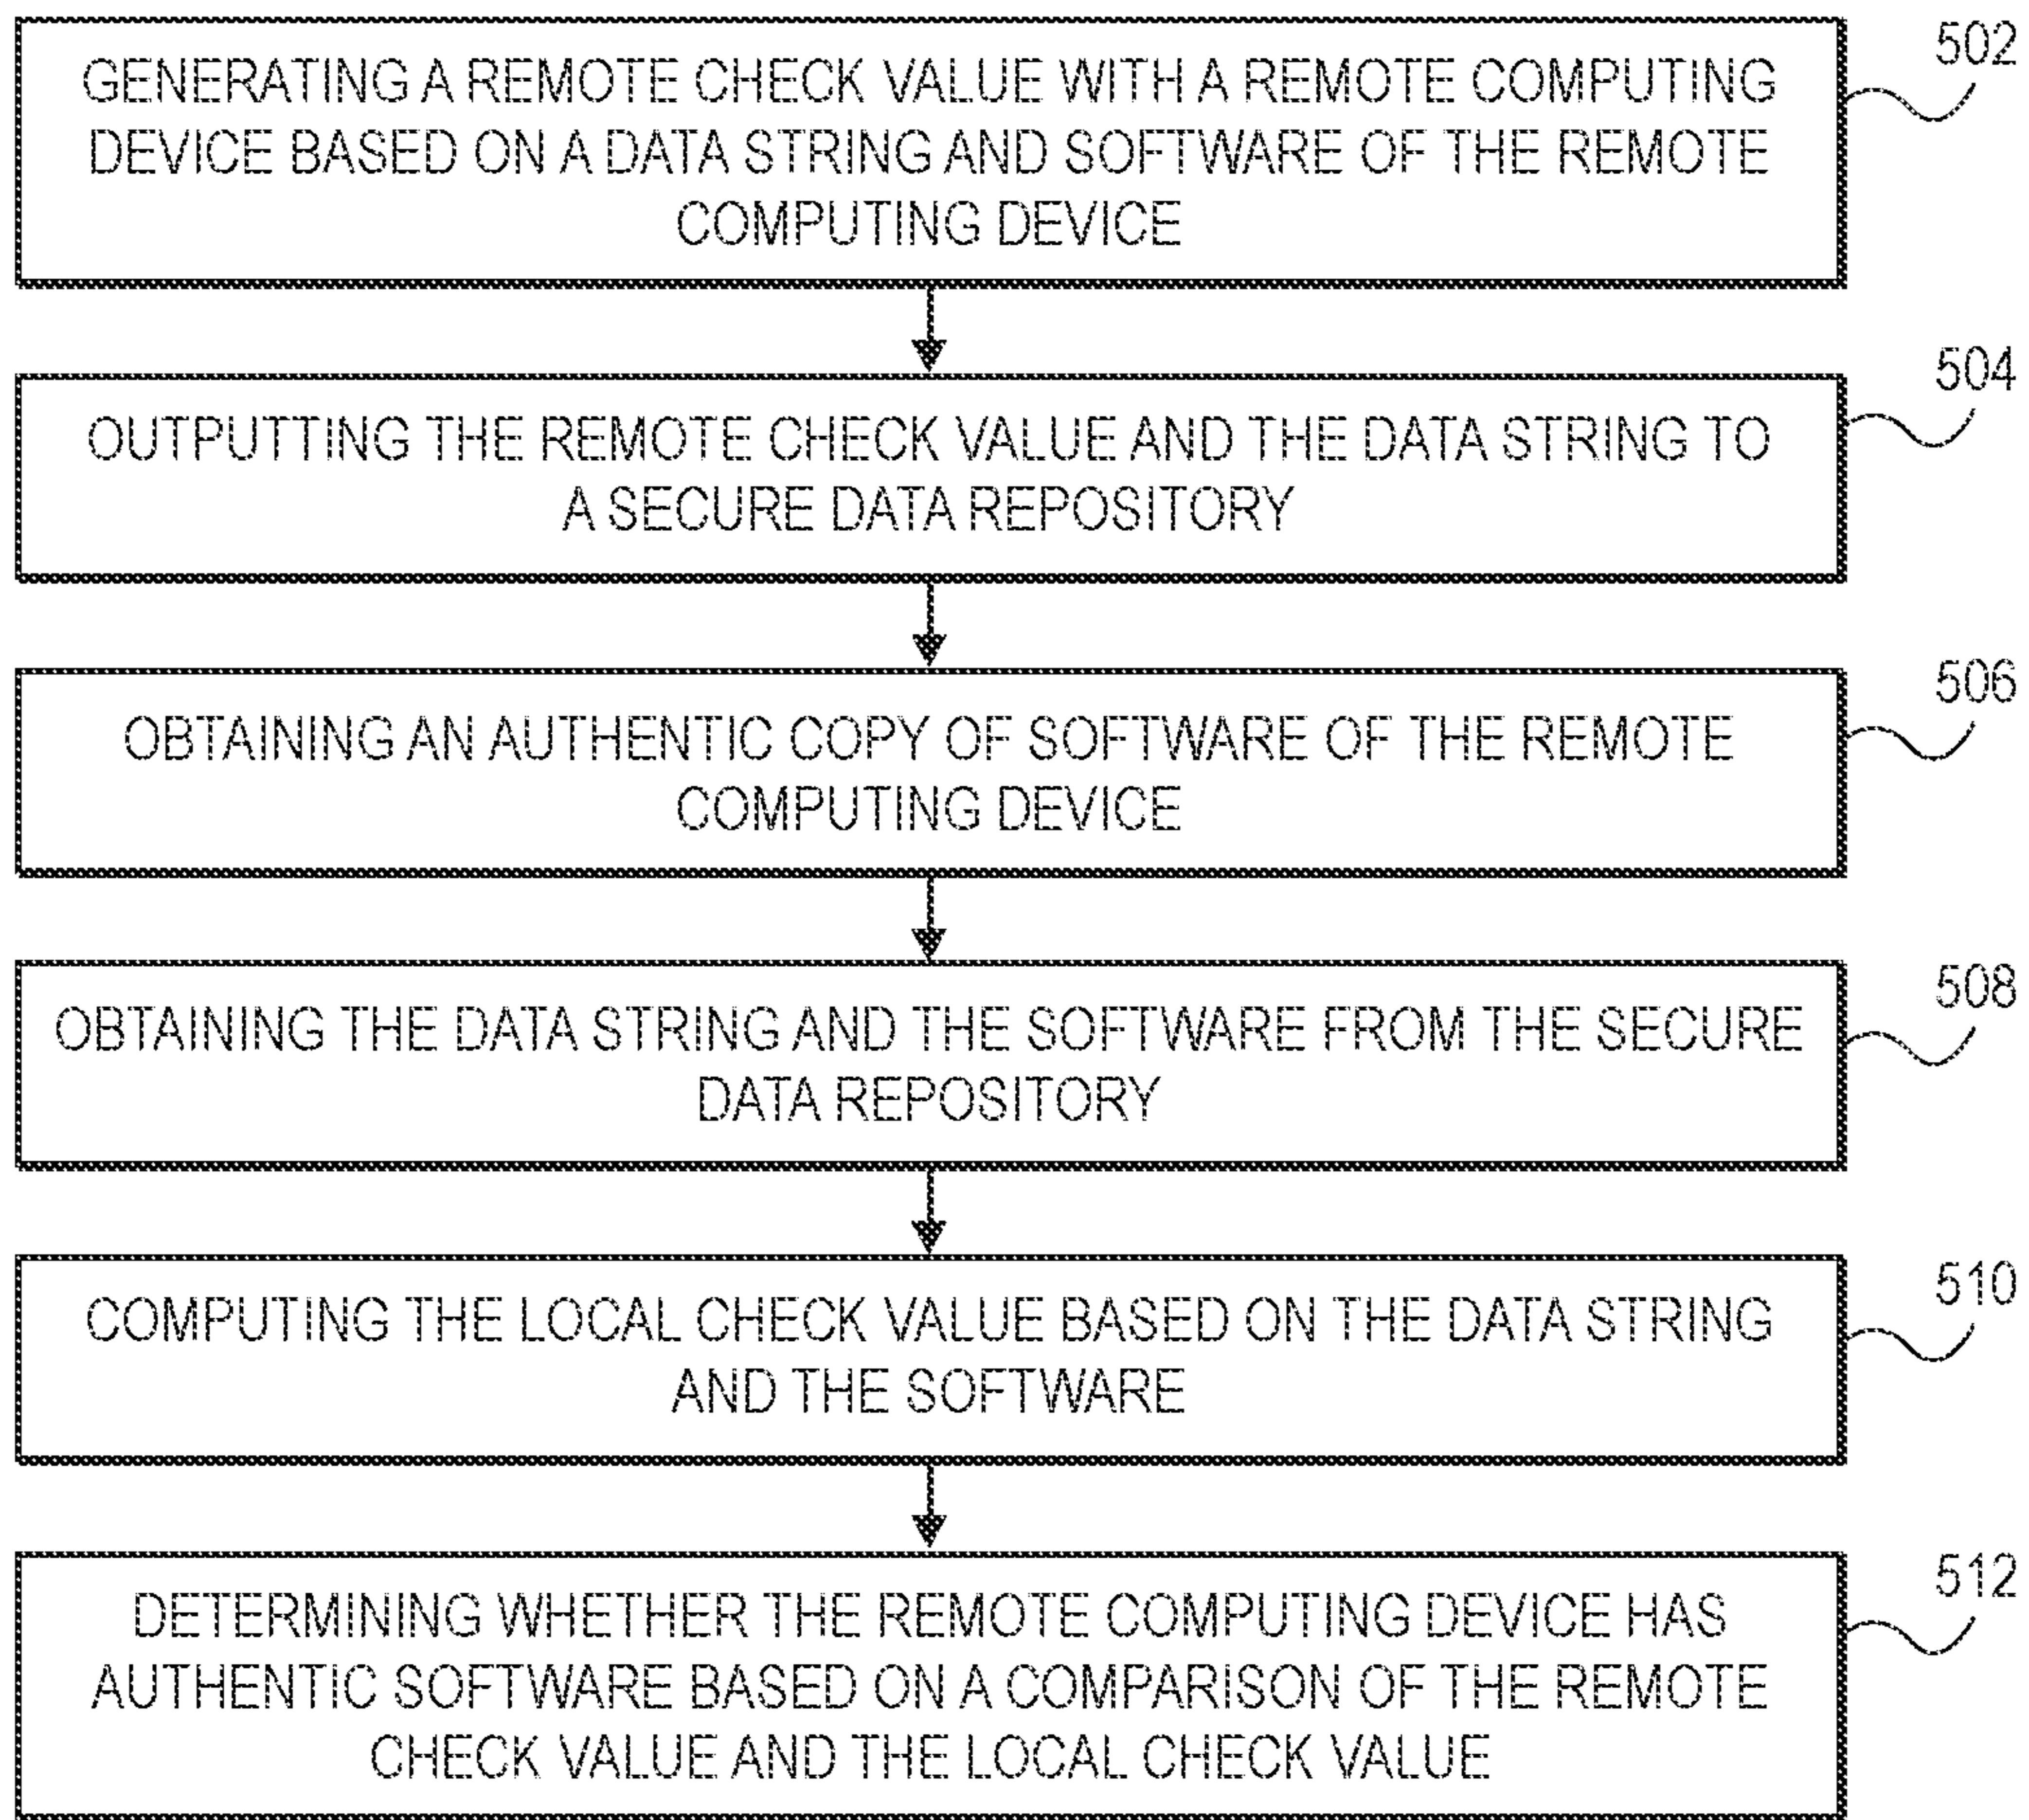 502
GENERATING A REMOTE CHECK VALUE WITH A REMOTE COMPUTING
DEVICE BASED ON A DATA STRING AND SOFTWARE OF THE REMOTE
COMPUTING DEVICE
504
OUTPUTTING THE REMOTE CHECK VALUE AND THE DATA STRING TO
A SECURE DATA REPOSITORY
506
OBTAINING AN AUTHENTIC COPY OF SOFTWARE OF THE REMOTE
COMPUTING DEVICE
508
OBTAINING THE DATA STRING AND THE SOFTWARE FROM THE SECURE
DATA REPOSITORY
510
COMPUTING THE LOCAL CHECK VALUE BASED ON THE DATA STRING
AND THE SOFTWARE
512
DETERMINING WHETHER THE REMOTE COMPUTING DEVICE HAS
AUTHENTIC SOFTWARE BASED ON A COMPARISON OF THE REMOTE
CHECK VALUE AND THE LOCAL CHECK VALUE